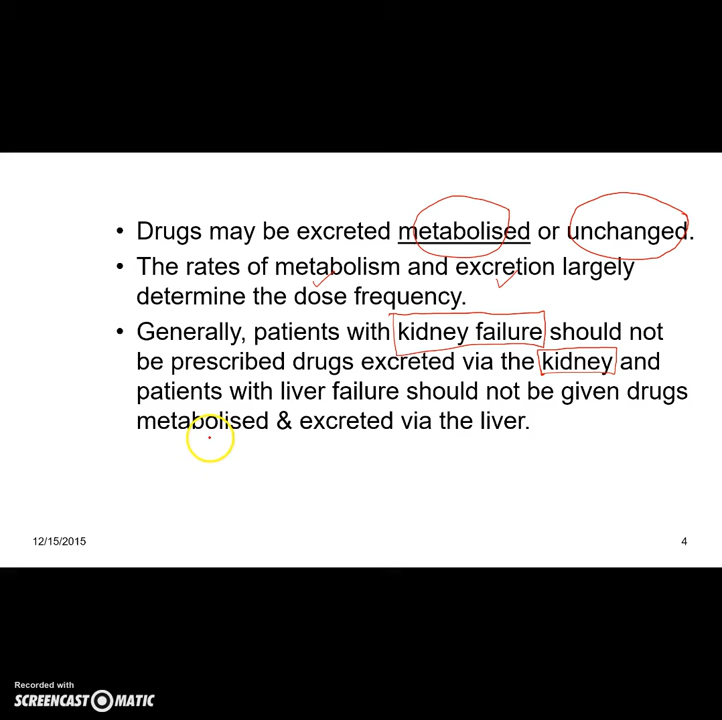 • Drugs may be excreted metabolised or unchanged.
• The rates of metabolism and excretion largely
determine the dose frequency.
• Generally, patients with kidney failure should not
be prescribed drugs excreted via the kidney and
patients with liver failure should not be given drugs
metabolised & excreted via the liver.
12/15/2015
4
Recorded with
SCREENCAST MATIC